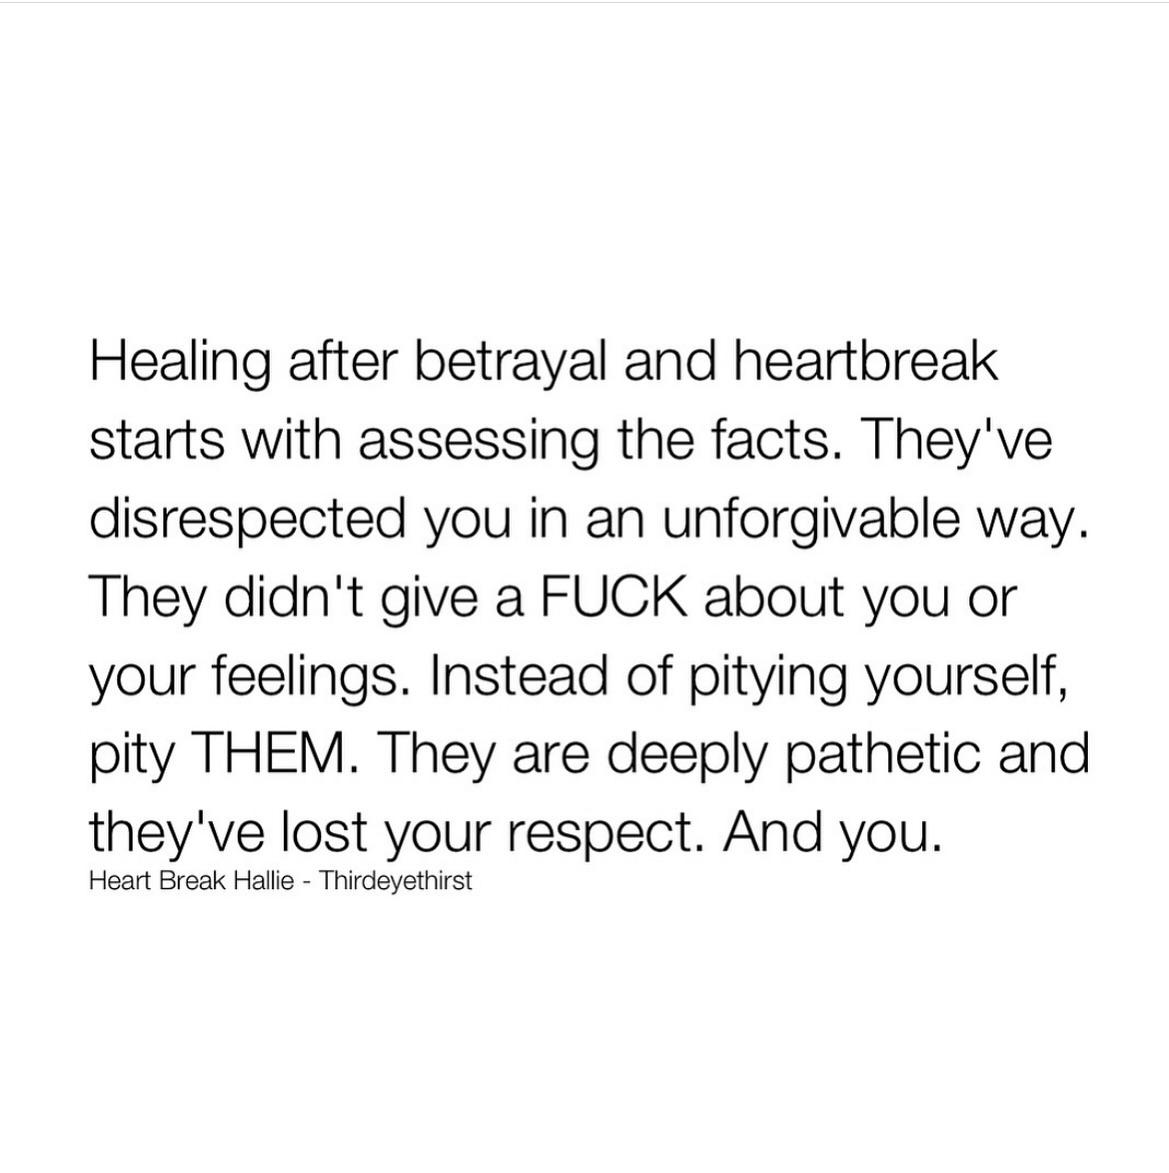 Healing after betrayal and heartbreak
starts with assessing the facts. They've
disrespected you in an unforgivable way.
They didn't give a FUCK about you or
your feelings. Instead of pitying yourself,
pity THEM. They are deeply pathetic and
they've lost your respect. And you.
Heart Break Hallie - Thirdeyethirst